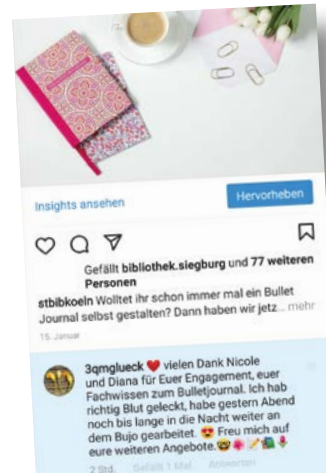 Insights ansehen
Hervorheben
Gefällt bibliothek.siegburg und 77 weiteren
Personen
stbibkoeln Wolltet ihr schon immer mal ein Bullet
Journal selbst gestalten? Dann haben wir jetz... mehr
15. Januar
3qmglueck ❤️ vielen Dank Nicole
und Diana für Euer Engagement, euer
Fachwissen zum Bulletjournal. Ich hab
richtig Blut geleckt, habe gestern Abend
noch bis lange in die Nacht weiter an
dem Bujo gearbeitet. 😍 Freu mich auf
eure weiteren Angebote.🤓🌺📝📚🌷
2 Std. Gefällt 1 Mal Antworten